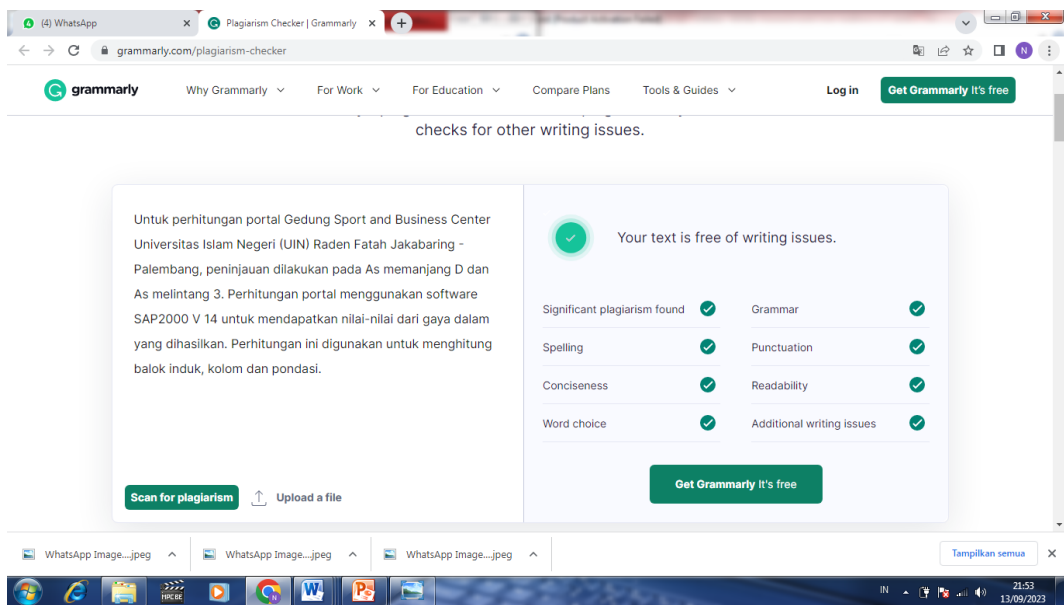 (4) WhatsApp
Plagiarism Checker | Grammarly
grammarly.com/plagiarism-checker
N
grammarly
Why Grammarly
For Work
For Education
Compare Plans
Tools & Guides
Log in
Get Grammarly It's free
checks for other writing issues.
Untuk perhitungan portal Gedung Sport and Business Center
Universitas Islam Negeri (UIN) Raden Fatah Jakabaring -
Palembang, peninjauan dilakukan pada As memanjang D dan
As melintang 3. Perhitungan portal menggunakan software
SAP2000 V 14 untuk mendapatkan nilai-nilai dari gaya dalam
yang dihasilkan. Perhitungan ini digunakan untuk menghitung
balok induk, kolom dan pondasi.
Scan for plagiarism
Upload a file
Your text is free of writing issues.
Significant plagiarism found
Grammar
Spelling
Punctuation
Conciseness
Readability
Word choice
Additional writing issues
Get Grammarly It's free
WhatsApp Image....jpeg
WhatsApp Image....jpeg
WhatsApp Image....jpeg
Tampilkan semua
MPC BE
IN
21:53
13/09/2023